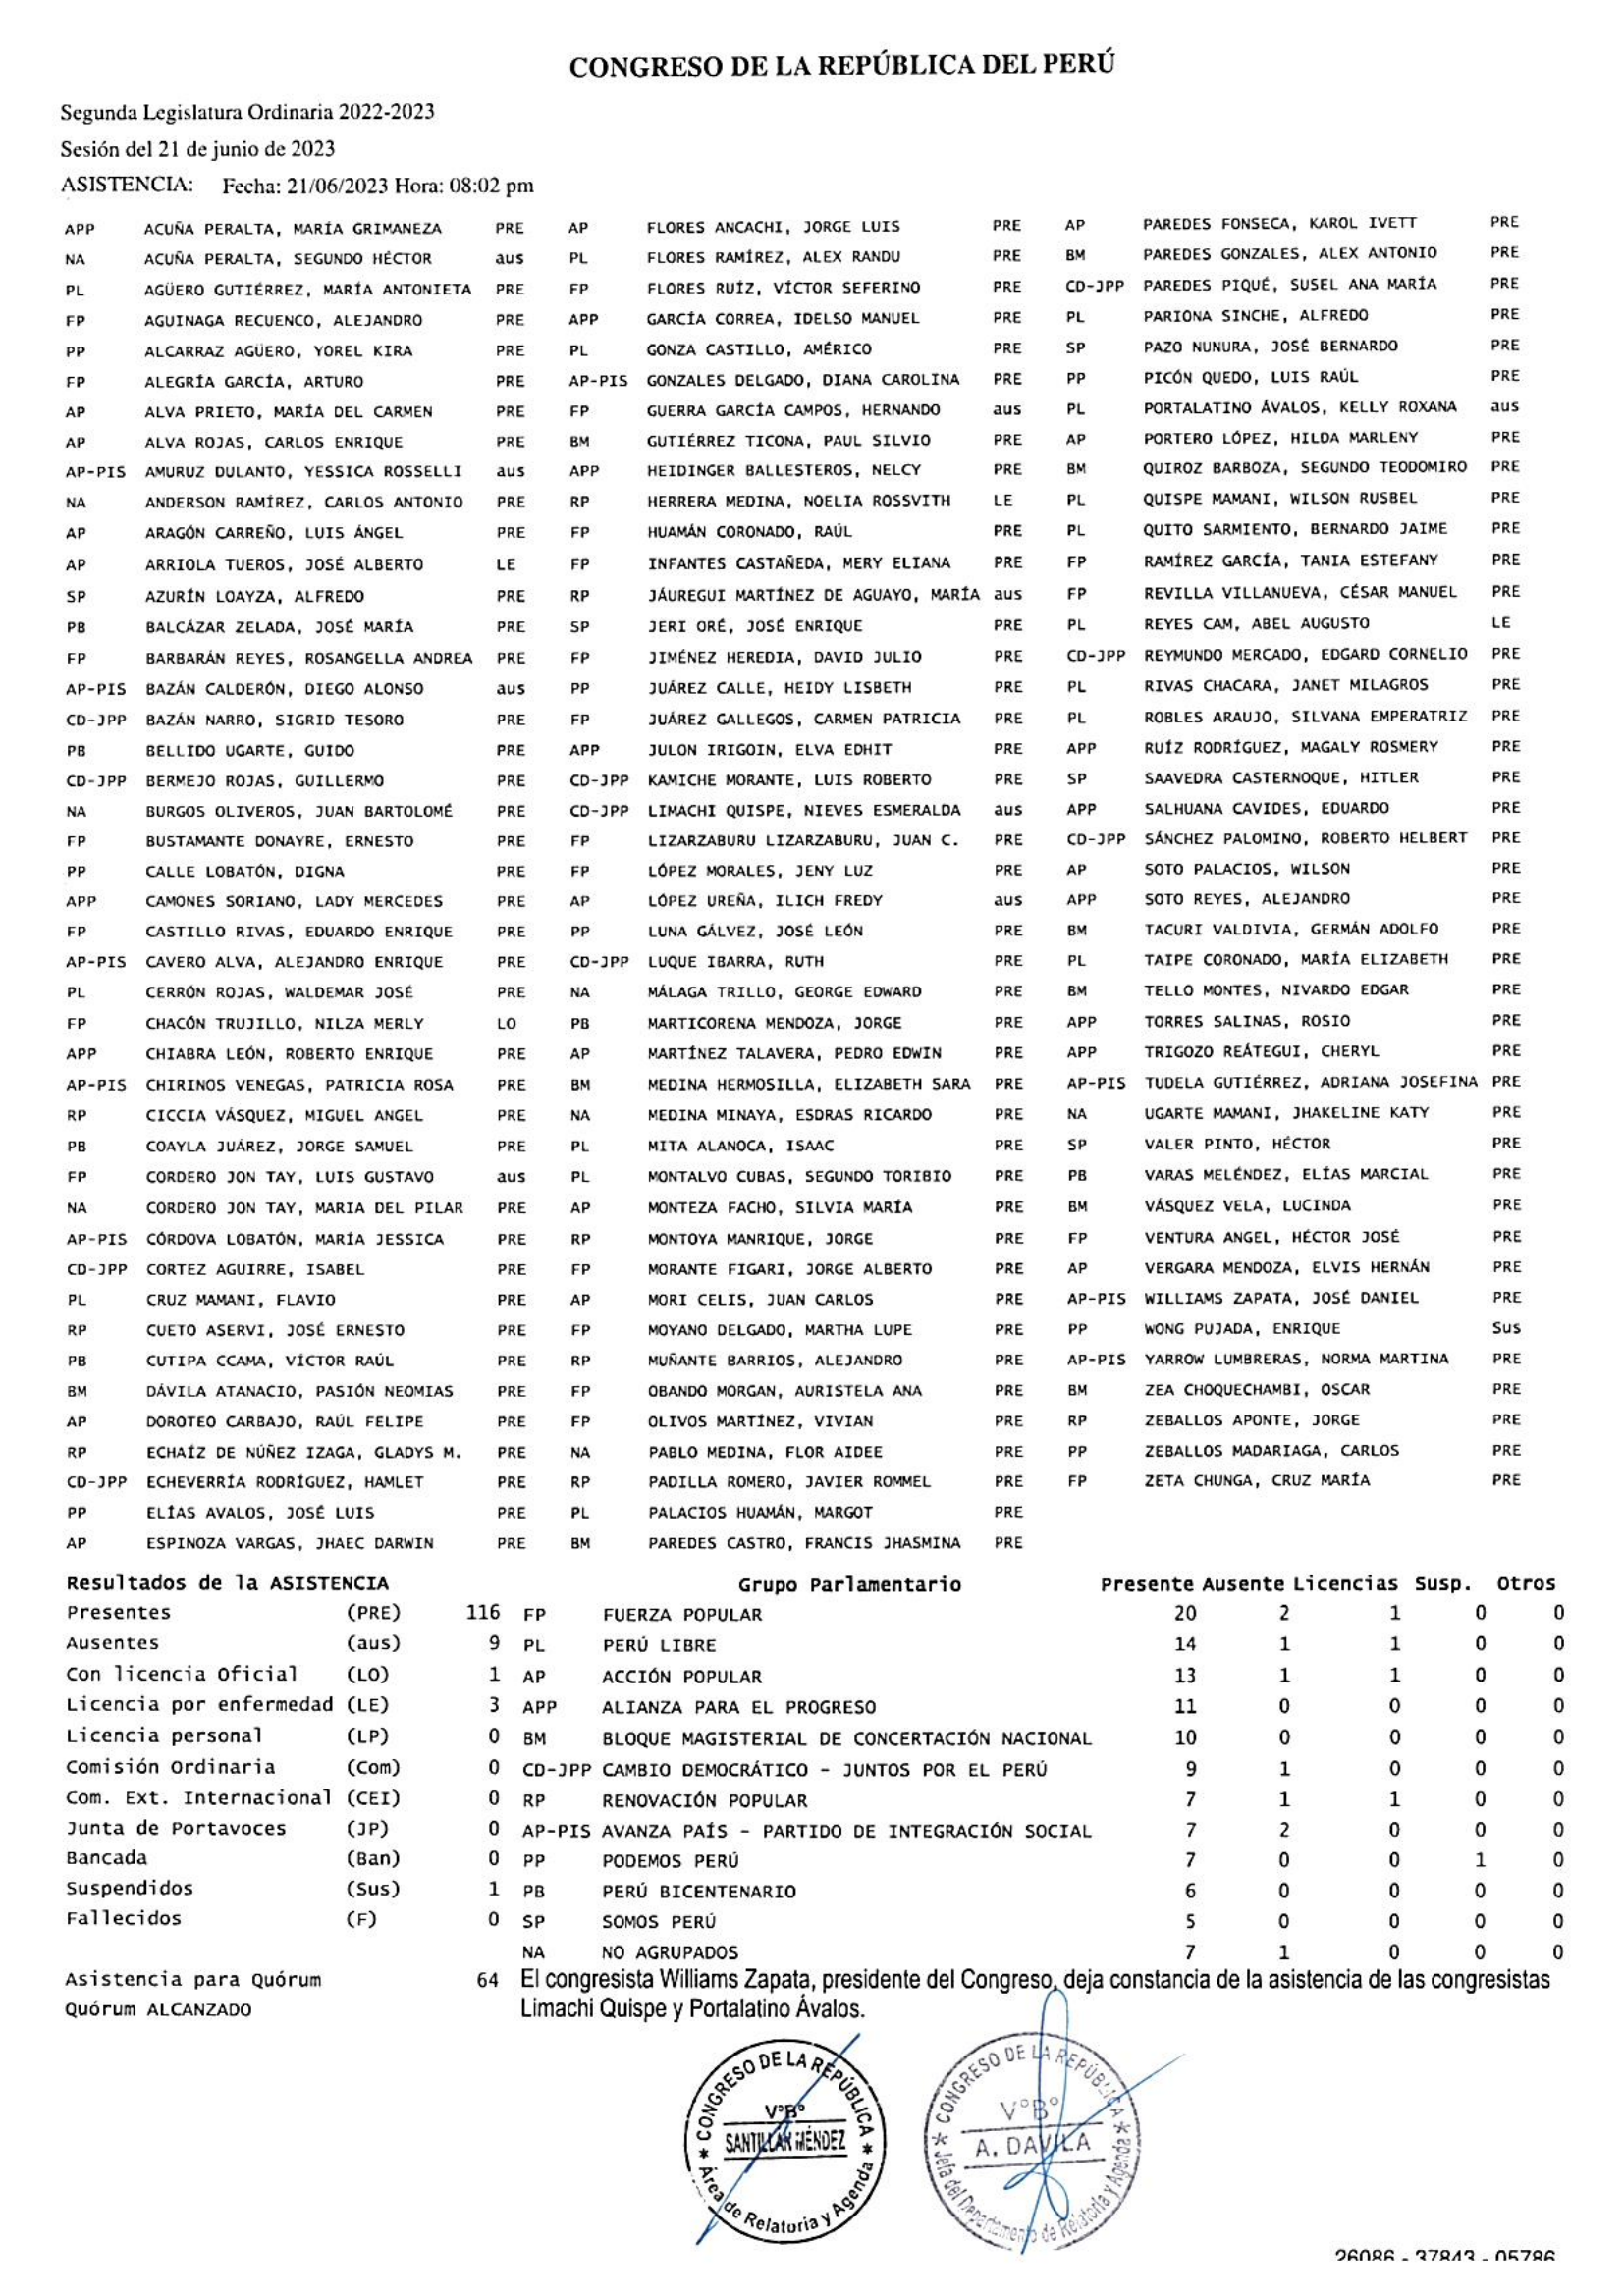 CONGRESO DE LA REPÚBLICA DEL PERÚ
Segunda Legislatura Ordinaria 2022-2023
Sesión del 21 de junio de 2023
ASISTENCIA: Fecha: 21/06/2023 Hora: 08:02 pm
APP ACUÑA PERALTA, MARÍA GRIMANEZA PRE AP FLORES ANCACHI, JORGE LUIS PRE AP PAREDES FONSECA, KAROL IVETT PRE
NA ACUÑA PERALTA, SEGUNDO HÉCTOR aus PL FLORES RAMÍREZ, ALEX RANDU PRE BM PAREDES GONZALES, ALEX ANTONIO PRE
PL AGÜERO GUTIÉRREZ, MARÍA ANTONIETA PRE FP FLORES RUÍZ, VÍCTOR SEFERINO PRE CD-JPP PAREDES PIQUÉ, SUSEL ANA MARÍA PRE
FP AGUINAGA RECUENCO, ALEJANDRO PRE APP GARCÍA CORREA, IDELSO MANUEL PRE PL PARIONA SINCHE, ALFREDO PRE
PP ALCARRAZ AGÜERO, YOREL KIRA PRE PL GONZA CASTILLO, AMÉRICO PRE SP PAZO NUNURA, JOSÉ BERNARDO PRE
FP ALEGRÍA GARCÍA, ARTURO PRE AP-PIS GONZALES DELGADO, DIANA CAROLINA PRE PP PICÓN QUEDO, LUIS RAÚL PRE
AP ALVA PRIETO, MARÍA DEL CARMEN PRE FP GUERRA GARCÍA CAMPOS, HERNANDO aus PL PORTALATINO ÁVALOS, KELLY ROXANA aus
AP ALVA ROJAS, CARLOS ENRIQUE PRE BM GUTIÉRREZ TICONA, PAUL SILVIO PRE AP PORTERO LÓPEZ, HILDA MARLENY PRE
AP-PIS AMURUZ DULANTO, YESSICA ROSSELLI aus APP HEIDINGER BALLESTEROS, NELCY PRE BM QUIROZ BARBOZA, SEGUNDO TEODOMIRO PRE
NA ANDERSON RAMÍREZ, CARLOS ANTONIO PRE RP HERRERA MEDINA, NOELIA ROSSVITH LE PL QUISPE MAMANI, WILSON RUSBEL PRE
AP ARAGÓN CARREÑO, LUIS ÁNGEL PRE FP HUAMÁN CORONADO, RAÚL PRE PL QUITO SARMIENTO, BERNARDO JAIME PRE
AP ARRIOLA TUEROS, JOSÉ ALBERTO LE FP INFANTES CASTAÑEDA, MERY ELIANA PRE FP RAMÍREZ GARCÍA, TANIA ESTEFANY PRE
SP AZURÍN LOAYZA, ALFREDO PRE RP JÁUREGUI MARTÍNEZ DE AGUAYO, MARÍA aus FP REVILLA VILLANUEVA, CÉSAR MANUEL PRE
PB BALCÁZAR ZELADA, JOSÉ MARÍA PRE SP JERI ORÉ, JOSÉ ENRIQUE PRE PL REYES CAM, ABEL AUGUSTO LE
FP BARBARÁN REYES, ROSANGELLA ANDREA PRE FP JIMÉNEZ HEREDIA, DAVID JULIO PRE CD-JPP REYMUNDO MERCADO, EDGARD CORNELIO PRE
AP-PIS BAZÁN CALDERÓN, DIEGO ALONSO aus PP JUÁREZ CALLE, HEIDY LISBETH PRE PL RIVAS CHACARA, JANET MILAGROS PRE
CD-JPP BAZÁN NARRO, SIGRID TESORO PRE FP JUÁREZ GALLEGOS, CARMEN PATRICIA PRE PL ROBLES ARAUJO, SILVANA EMPERATRIZ PRE
PB BELLIDO UGARTE, GUIDO PRE APP JULON IRIGOIN, ELVA EDHIT PRE APP RUÍZ RODRÍGUEZ, MAGALY ROSMERY PRE
CD-JPP BERMEJO ROJAS, GUILLERMO PRE CD-JPP KAMICHE MORANTE, LUIS ROBERTO PRE SP SAAVEDRA CASTERNOQUE, HITLER PRE
NA BURGOS OLIVEROS, JUAN BARTOLOMÉ PRE CD-JPP LIMACHI QUISPE, NIEVES ESMERALDA aus APP SALHUANA CAVIDES, EDUARDO PRE
FP BUSTAMANTE DONAYRE, ERNESTO PRE FP LIZARZABURU LIZARZABURU, JUAN C. PRE CD-JPP SÁNCHEZ PALOMINO, ROBERTO HELBERT PRE
PP CALLE LOBATÓN, DIGNA PRE FP LÓPEZ MORALES, JENY LUZ PRE AP SOTO PALACIOS, WILSON PRE
APP CAMONES SORIANO, LADY MERCEDES PRE AP LÓPEZ UREÑA, ILICH FREDY aus APP SOTO REYES, ALEJANDRO PRE
FP CASTILLO RIVAS, EDUARDO ENRIQUE PRE PP LUNA GÁLVEZ, JOSÉ LEÓN PRE BM TACURI VALDIVIA, GERMÁN ADOLFO PRE
AP-PIS CAVERO ALVA, ALEJANDRO ENRIQUE PRE CD-JPP LUQUE IBARRA, RUTH PRE PL TAIPE CORONADO, MARÍA ELIZABETH PRE
PL CERRÓN ROJAS, WALDEMAR JOSÉ PRE NA MÁLAGA TRILLO, GEORGE EDWARD PRE BM TELLO MONTES, NIVARDO EDGAR PRE
FP CHACÓN TRUJILLO, NILZA MERLY LO PB MARTICORENA MENDOZA, JORGE PRE APP TORRES SALINAS, ROSIO PRE
APP CHIABRA LEÓN, ROBERTO ENRIQUE PRE AP MARTÍNEZ TALAVERA, PEDRO EDWIN PRE APP TRIGOZO REÁTEGUI, CHERYL PRE
AP-PIS CHIRINOS VENEGAS, PATRICIA ROSA PRE BM MEDINA HERMOSILLA, ELIZABETH SARA PRE AP-PIS TUDELA GUTIÉRREZ, ADRIANA JOSEFINA PRE
RP CICCIA VÁSQUEZ, MIGUEL ANGEL PRE NA MEDINA MINAYA, ESDRAS RICARDO PRE NA UGARTE MAMANI, JHAKELINE KATY PRE
PB COAYLA JUÁREZ, JORGE SAMUEL PRE PL MITA ALANOCA, ISAAC PRE SP VALER PINTO, HÉCTOR PRE
FP CORDERO JON TAY, LUIS GUSTAVO aus PL MONTALVO CUBAS, SEGUNDO TORIBIO PRE PB VARAS MELÉNDEZ, ELÍAS MARCIAL PRE
NA CORDERO JON TAY, MARIA DEL PILAR PRE AP MONTEZA FACHO, SILVIA MARÍA PRE BM VÁSQUEZ VELA, LUCINDA PRE
AP-PIS CÓRDOVA LOBATÓN, MARÍA JESSICA PRE RP MONTOYA MANRIQUE, JORGE PRE FP VENTURA ANGEL, HÉCTOR JOSÉ PRE
CD-JPP CORTEZ AGUIRRE, ISABEL PRE FP MORANTE FIGARI, JORGE ALBERTO PRE AP VERGARA MENDOZA, ELVIS HERNÁN PRE
PL CRUZ MAMANI, FLAVIO PRE AP MORI CELIS, JUAN CARLOS PRE AP-PIS WILLIAMS ZAPATA, JOSÉ DANIEL PRE
RP CUETO ASERVI, JOSÉ ERNESTO PRE FP MOYANO DELGADO, MARTHA LUPE PRE PP WONG PUJADA, ENRIQUE Sus
PB CUTIPA CCAMA, VÍCTOR RAÚL PRE RP MUÑANTE BARRIOS, ALEJANDRO PRE AP-PIS YARROW LUMBRERAS, NORMA MARTINA PRE
BM DÁVILA ATANACIO, PASIÓN NEOMIAS PRE FP OBANDO MORGAN, AURISTELA ANA PRE BM ZEA CHOQUECHAMBI, OSCAR PRE
AP DOROTEO CARBAJO, RAÚL FELIPE PRE FP OLIVOS MARTÍNEZ, VIVIAN PRE RP ZEBALLOS APONTE, JORGE PRE
RP ECHAÍZ DE NÚÑEZ IZAGA, GLADYS M. PRE NA PABLO MEDINA, FLOR AIDEE PRE PP ZEBALLOS MADARIAGA, CARLOS PRE
CD-JPP ECHEVERRÍA RODRÍGUEZ, HAMLET PRE RP PADILLA ROMERO, JAVIER ROMMEL PRE FP ZETA CHUNGA, CRUZ MARÍA PRE
PP ELÍAS AVALOS, JOSÉ LUIS PRE PL PALACIOS HUAMÁN, MARGOT PRE
AP ESPINOZA VARGAS, JHAEC DARWIN PRE BM PAREDES CASTRO, FRANCIS JHASMINA PRE
Resultados de la ASISTENCIA Grupo Parlamentario Presente Ausente Licencias Susp. Otros
Presentes (PRE) 116 FP FUERZA POPULAR 20 2 1 0 0
Ausentes (aus) 9 PL PERÚ LIBRE 14 1 1 0 0
Con licencia Oficial (LO) 1 AP ACCIÓN POPULAR 13 1 1 0 0
Licencia por enfermedad (LE) 3 APP ALIANZA PARA EL PROGRESO 11 0 0 0 0
Licencia personal (LP) 0 BM BLOQUE MAGISTERIAL DE CONCERTACIÓN NACIONAL 10 0 0 0 0
Comisión Ordinaria (Com) 0 CD-JPP CAMBIO DEMOCRÁTICO - JUNTOS POR EL PERÚ 9 1 0 0 0
Com. Ext. Internacional (CEI) 0 RP RENOVACIÓN POPULAR 7 1 1 0 0
Junta de Portavoces (JP) 0 AP-PIS AVANZA PAÍS - PARTIDO DE INTEGRACIÓN SOCIAL 7 2 0 0 0
Bancada (Ban) 0 PP PODEMOS PERÚ 7 0 0 1 0
Suspendidos (Sus) 1 PB PERÚ BICENTENARIO 6 0 0 0 0
Fallecidos (F) 0 SP SOMOS PERÚ 5 0 0 0 0
NA NO AGRUPADOS 7 1 0 0 0
Asistencia para Quórum 64 El congresista Williams Zapata, presidente del Congreso, deja constancia de la asistencia de las congresistas
Quórum ALCANZADO Limachi Quispe y Portalatino Ávalos.
CONGRESO DE LA REPÚBLICA
V°B°
SANTILLÁN MÉNDEZ
Área de Relatoría y Agenda
CONGRESO DE LA REPÚBLICA
V°B°
A. DAVILA
Jefa del Departamento de Relatoría y Agenda
26086 - 37843 - 05786